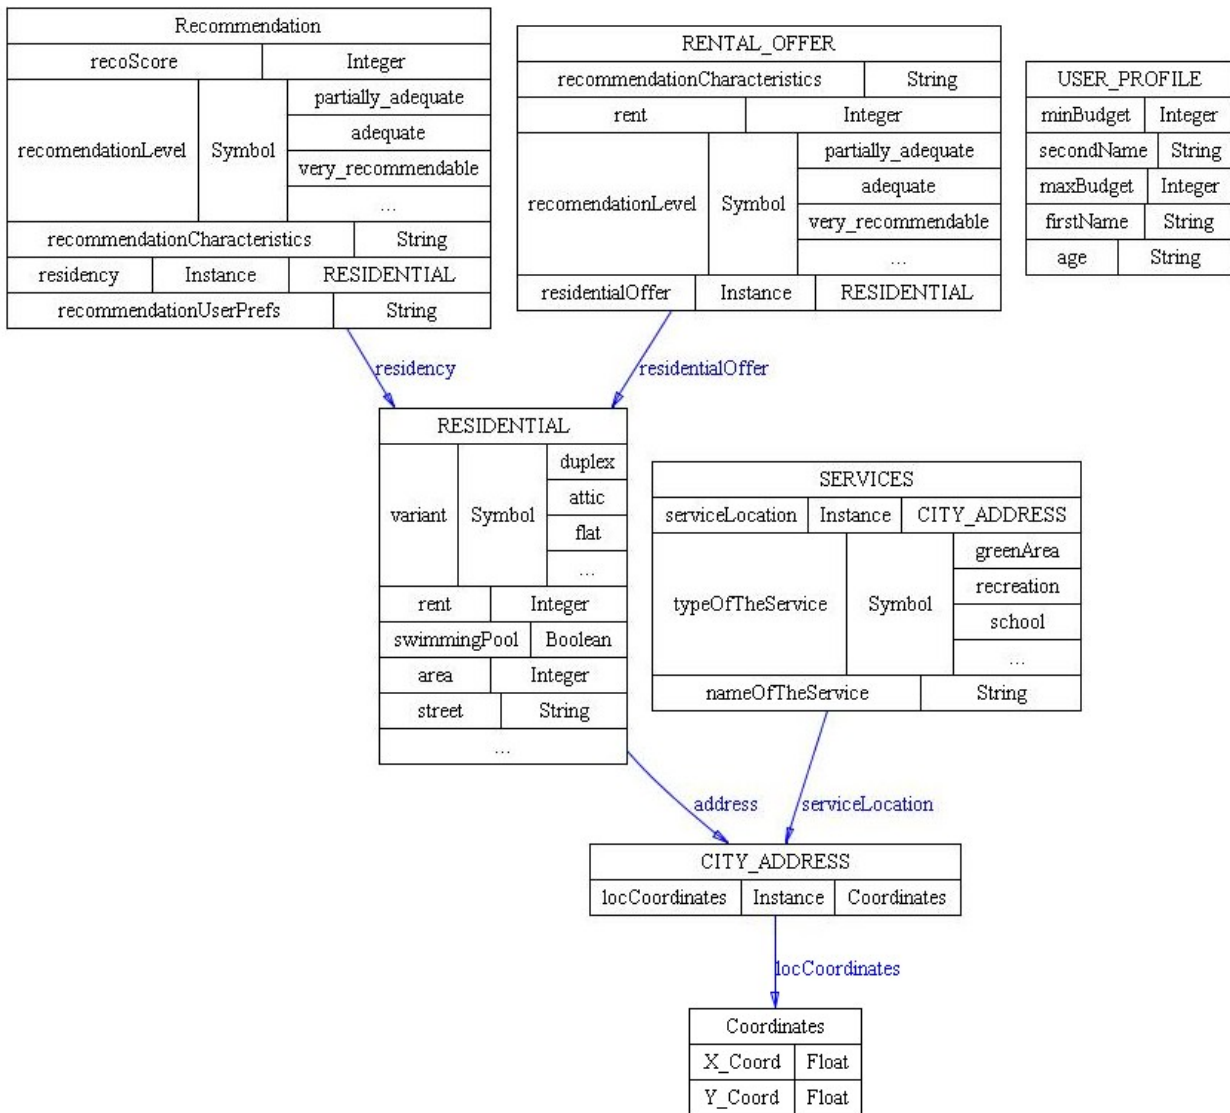 Recommendation
recoScore Integer
recomendationLevel Symbol partially_adequate
adequate
very_recommendable
...
recommendationCharacteristics String
residency Instance RESIDENTIAL
recommendationUserPrefs String
RENTAL_OFFER
recommendationCharacteristics String
rent Integer
recomendationLevel Symbol partially_adequate
adequate
very_recommendable
...
residentialOffer Instance RESIDENTIAL
USER_PROFILE
minBudget Integer
secondName String
maxBudget Integer
firstName String
age String
residency
residentialOffer
RESIDENTIAL
variant Symbol duplex
attic
flat
...
rent Integer
swimmingPool Boolean
area Integer
street String
...
SERVICES
serviceLocation Instance CITY_ADDRESS
typeOfTheService Symbol greenArea
recreation
school
...
nameOfTheService String
address
serviceLocation
CITY_ADDRESS
locCoordinates Instance Coordinates
locCoordinates
Coordinates
X_Coord Float
Y_Coord Float